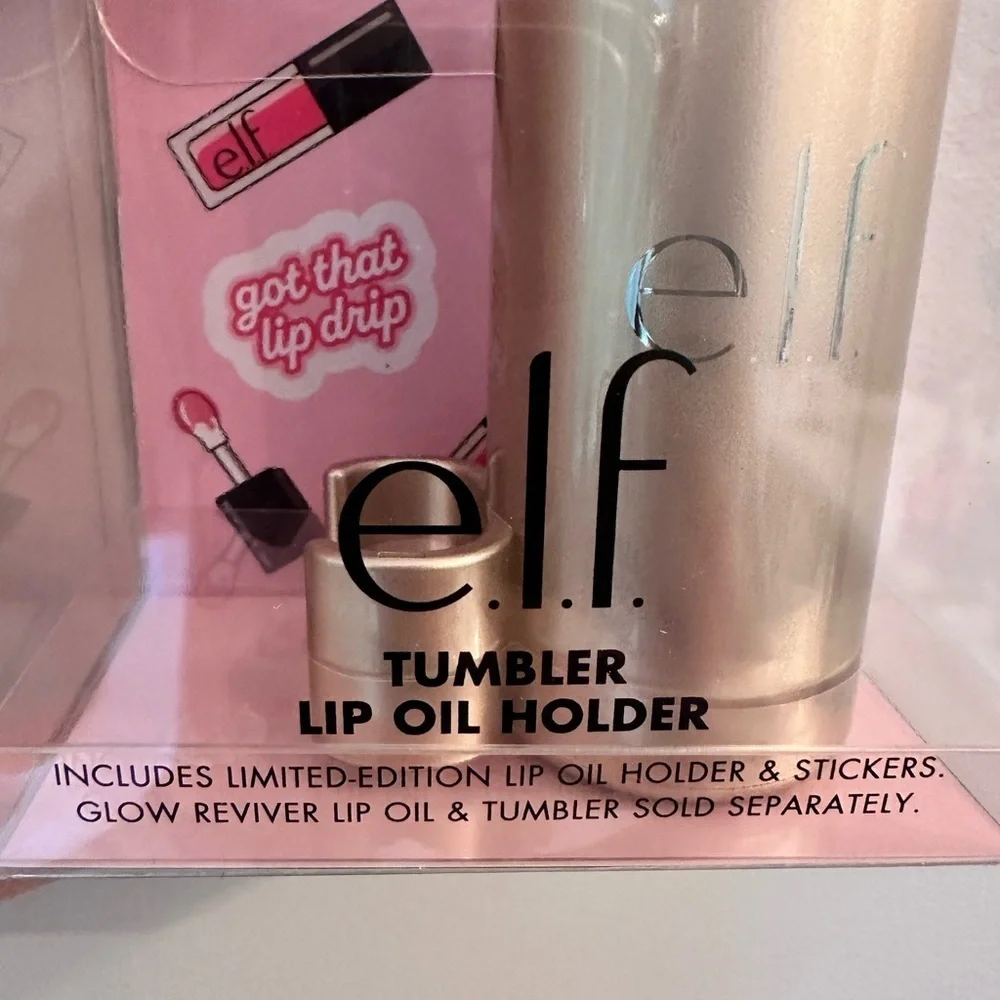 e.l.f
got that
lip drip
elf
e.l.f.
TUMBLER
LIP OIL HOLDER
INCLUDES LIMITED-EDITION LIP OIL HOLDER & STICKERS.
GLOW REVIVER LIP OIL & TUMBLER SOLD SEPARATELY.